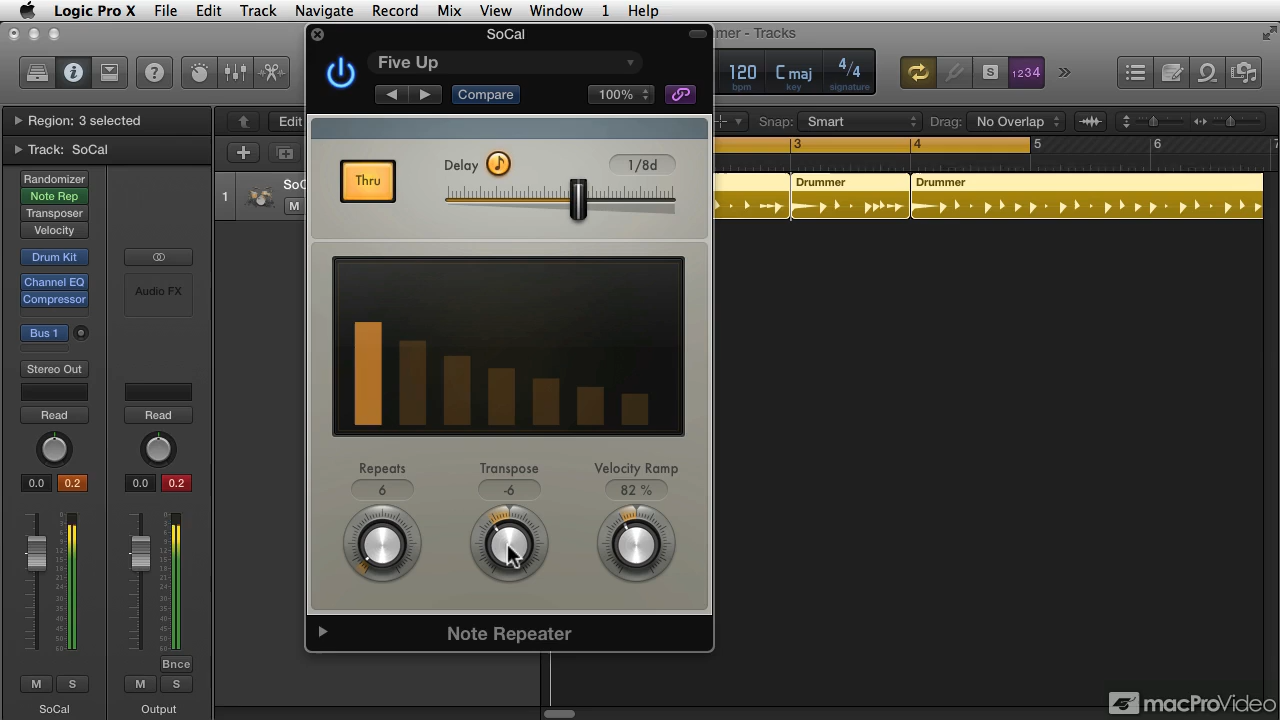 Logic Pro X File Edit Track Navigate Record Mix View Window 1 Help
SoCal
mer - Tracks
Five Up
120 bpm
C maj key
4/4 signature
S
1234
Compare
100%
Region: 3 selected
Edit
Snap: Smart
Drag: No Overlap
Track: SoCal
3 4 5 6 7
Thru
Delay
1/8d
Randomizer
Note Rep
Transposer
Velocity
1
SoC
M
Drummer
Drummer
Drum Kit
Channel EQ
Compressor
Audio FX
Bus 1
Stereo Out
Read
Read
0.0 0.2
0.0 0.2
Repeats
6
Transpose
-6
Velocity Ramp
82 %
Note Repeater
Bnce
M S
M S
SoCal
Output
macProVideo